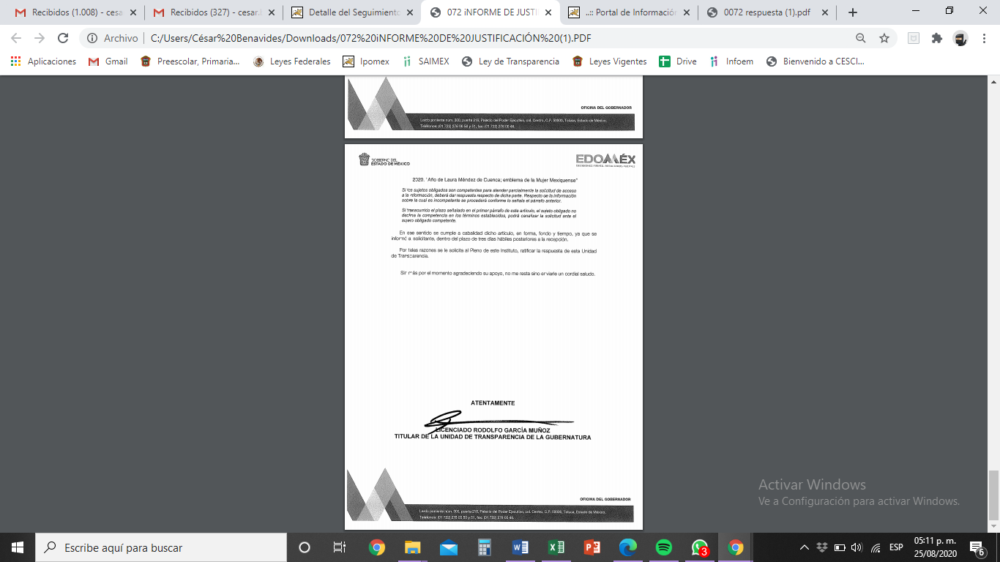 Recibidos (1.008) - cesa
Recibidos (327) - cesar.
Detalle del Seguimiento
072 iNFORME DE JUSTI
..:: Portal de Información
0072 respuesta (1).pdf
Archivo
C:/Users/César%20Benavides/Downloads/072%20iNFORME%20DE%20JUSTIFICACIÓN%20(1).PDF
Aplicaciones
Gmail
Preescolar, Primaria...
Leyes Federales
Ipomex
SAIMEX
Ley de Transparencia
Leyes Vigentes
Drive
Infoem
Bienvenido a CESCI...
OFICINA DEL GOBERNADOR
Lerdo poniente núm. 300, puerta 216, Palacio del Poder Ejecutivo, col. Centro, C.P. 50000, Toluca, Estado de México.
Teléfonos: (01 722) 276 00 50 y 51, fax: (01 722) 276 00 46.
GOBIERNO DEL
ESTADO DE MÉXICO
EDOMÉX
DECISIONES FIRMES, RESULTADOS FUERTES.
2020. "Año de Laura Méndez de Cuenca; emblema de la Mujer Mexiquense"
Si los sujetos obligados son competentes para atender parcialmente la solicitud de acceso
a la información, deberá dar respuesta respecto de dicha parte. Respecto de la información
sobre la cual es incompetente se procederá conforme lo señala el párrafo anterior.
Si transcurrido el plazo señalado en el primer párrafo de este artículo, el sujeto obligado no
declina la competencia en los términos establecidos, podrá canalizar la solicitud ante el
sujeto obligado competente.
En ese sentido se cumple a cabalidad dicho artículo, en forma, fondo y tiempo, ya que se
informó al solicitante, dentro del plazo de tres días hábiles posteriores a la recepción.
Por tales razones se le solicita al Pleno de este Instituto, ratificar la respuesta de esta Unidad
de Transparencia.
Sin más por el momento agradeciendo su apoyo, no me resta sino enviarle un cordial saludo.
ATENTAMENTE
LICENCIADO RODOLFO GARCÍA MUÑOZ
TITULAR DE LA UNIDAD DE TRANSPARENCIA DE LA GUBERNATURA
OFICINA DEL GOBERNADOR
Lerdo poniente núm. 300, puerta 216, Palacio del Poder Ejecutivo, col. Centro, C.P. 50000, Toluca, Estado de México.
Teléfonos: (01 722) 276 00 50 y 51, fax: (01 722) 276 00 46.
Activar Windows
Ve a Configuración para activar Windows.
Escribe aquí para buscar
3
ESP
05:11 p. m.
25/08/2020
6